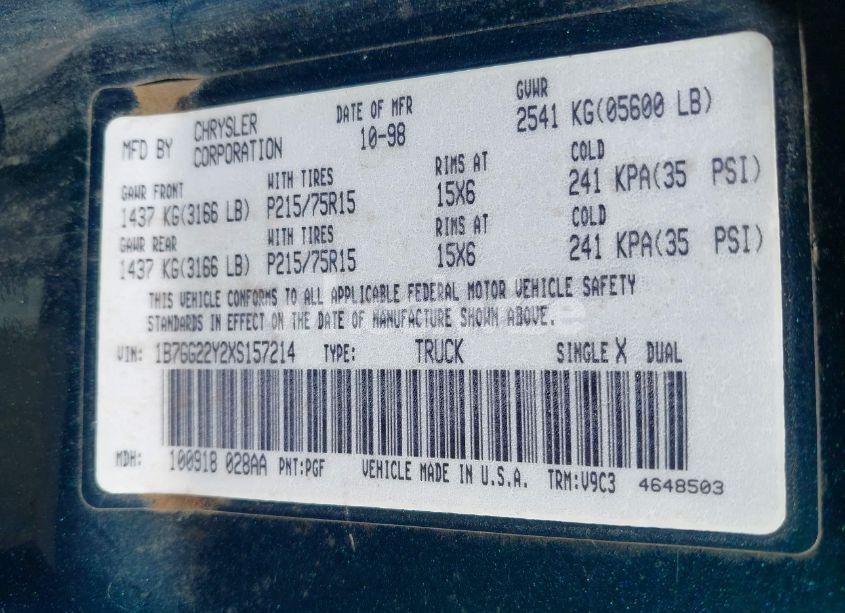 MFD BY CHRYSLER CORPORATION DATE OF MFR 10-98 GVWR 2541 KG(05600 LB)
GAWR FRONT WITH TIRES RIMS AT COLD
1437 KG(3166 LB) P215/75R15 15X6 241 KPA(35 PSI)
GAWR REAR WITH TIRES RIMS AT COLD
1437 KG(3166 LB) P215/75R15 15X6 241 KPA(35 PSI)
THIS VEHICLE CONFORMS TO ALL APPLICABLE FEDERAL MOTOR VEHICLE SAFETY
STANDARDS IN EFFECT ON THE DATE OF MANUFACTURE SHOWN ABOVE.
VIN: 1B7GG22Y2XS157214 TYPE: TRUCK SINGLE X DUAL
MDH: 100918 028AA PNT:PGF VEHICLE MADE IN U.S.A. TRM:V9C3 4648503